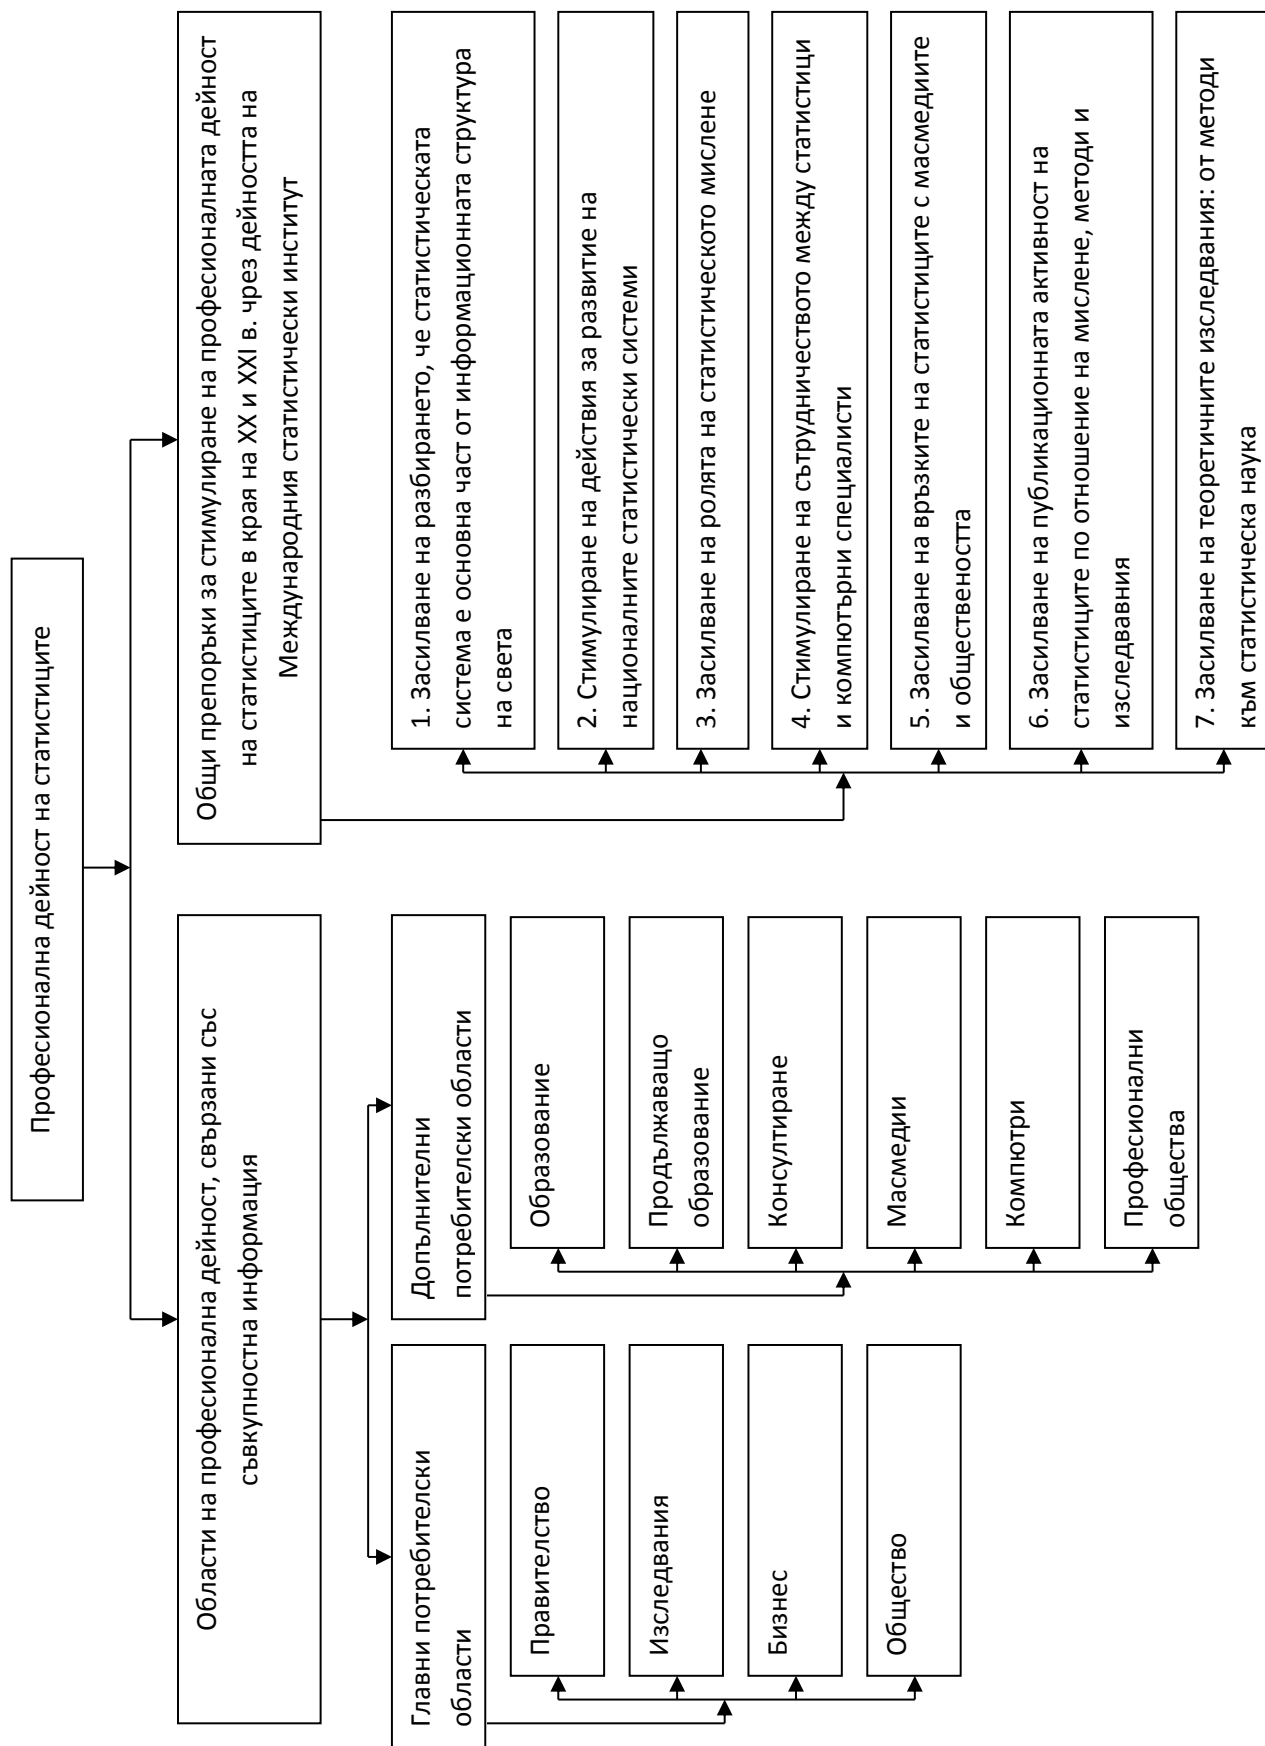 Професионална дейност на статистиците
Области на професионална дейност, свързани със
съвкупностна информация
Главни потребителски
области
Правителство
Изследвания
Бизнес
Общество
Допълнителни
потребителски области
Образование
Продължаващо
образование
Консултиране
Масмедии
Компютри
Професионални
общества
Общи препоръки за стимулиране на професионалната дейност
на статистиците в края на XX и XXI в. чрез дейността на
Международния статистически институт
1. Засилване на разбирането, че статистическата
система е основна част от информационната структура
на света
2. Стимулиране на действия за развитие на
националните статистически системи
3. Засилване на ролята на статистическото мислене
4. Стимулиране на сътрудничеството между статистици
и компютърни специалисти
5. Засилване на връзките на статистиците с масмедиите
и обществеността
6. Засилване на публикационната активност на
статистиците по отношение на мислене, методи и
изследвавния
7. Засилване на теоретичните изследвания: от методи
към статистическа наука